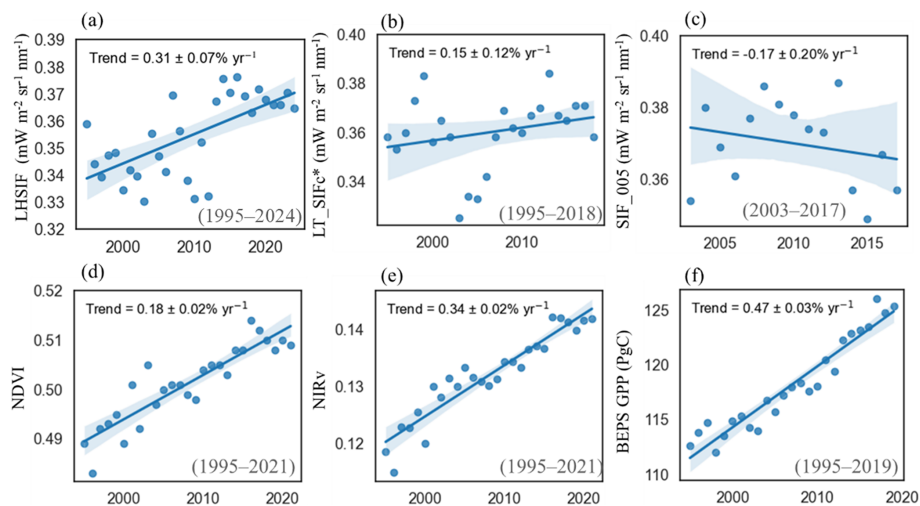 (a)
Trend = 0.31 ± 0.07% yr⁻¹
LHSIF (mW m⁻² sr⁻¹ nm⁻¹)
0.39
0.38
0.37
0.36
0.35
0.34
0.33
0.32
(1995–2024)
2000 2010 2020
(b)
Trend = 0.15 ± 0.12% yr⁻¹
LT_SIFc* (mW m⁻² sr⁻¹ nm⁻¹)
0.40
0.38
0.36
0.34
(1995–2018)
2000 2010
(c)
Trend = -0.17 ± 0.20% yr⁻¹
SIF_005 (mW m⁻² sr⁻¹ nm⁻¹)
0.40
0.38
0.36
(2003–2017)
2005 2010 2015
(d)
Trend = 0.18 ± 0.02% yr⁻¹
NDVI
0.52
0.51
0.50
0.49
(1995–2021)
2000 2010 2020
(e)
Trend = 0.34 ± 0.02% yr⁻¹
NIRv
0.14
0.13
0.12
(1995–2021)
2000 2010 2020
(f)
Trend = 0.47 ± 0.03% yr⁻¹
BEPS GPP (PgC)
125
120
115
110
(1995–2019)
2000 2010 2020